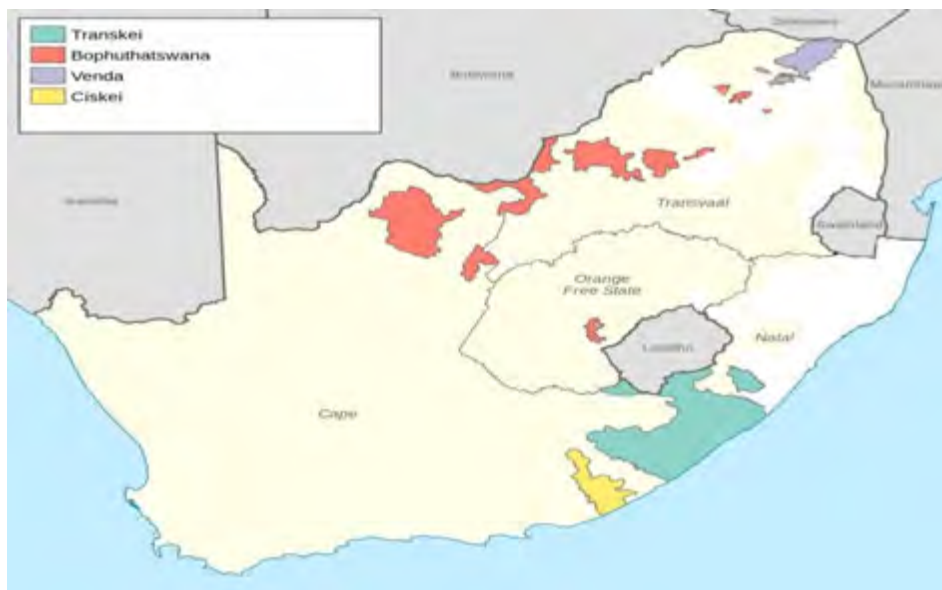 Transkei
Bophuthatswana
Venda
Ciskei
Botswana
Transvaal
Swaziland
Orange
Free State
Lesotho
Natal
Cape